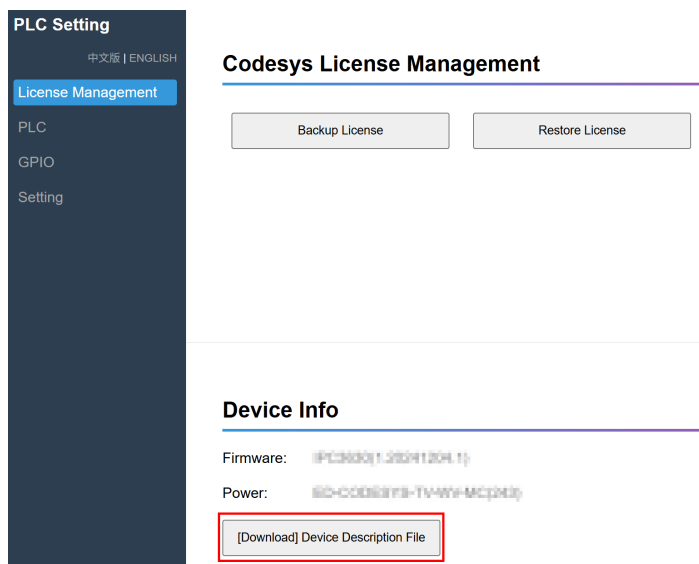 PLC Setting
中文版 | ENGLISH
License Management
PLC
GPIO
Setting
Codesys License Management
Backup License
Restore License
Device Info
Firmware:
Power:
[Download] Device Description File